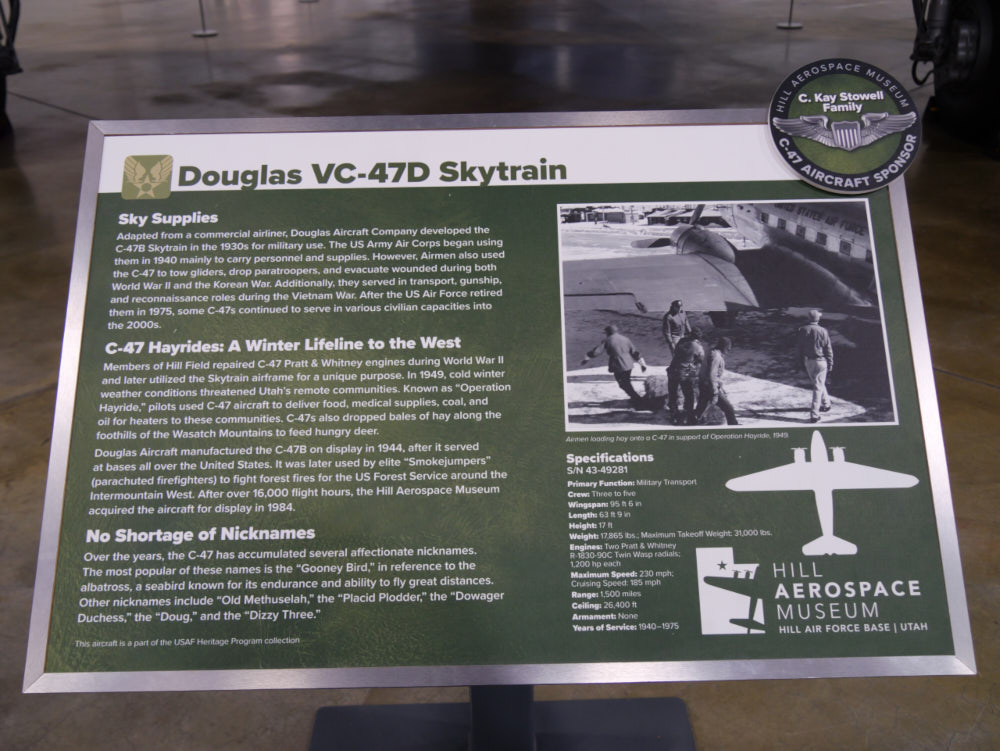 HILL AEROSPACE MUSEUM
C. Kay Stowell
Family
C-47 AIRCRAFT SPONSOR
Douglas VC-47D Skytrain
Sky Supplies
Adapted from a commercial airliner, Douglas Aircraft Company developed the
C-47B Skytrain in the 1930s for military use. The US Army Air Corps began using
them in 1940 mainly to carry personnel and supplies. However, Airmen also used
the C-47 to tow gliders, drop paratroopers, and evacuate wounded during both
World War II and the Korean War. Additionally, they served in transport, gunship,
and reconnaissance roles during the Vietnam War. After the US Air Force retired
them in 1975, some C-47s continued to serve in various civilian capacities into
the 2000s.
C-47 Hayrides: A Winter Lifeline to the West
Members of Hill Field repaired C-47 Pratt & Whitney engines during World War II
and later utilized the Skytrain airframe for a unique purpose. In 1949, cold winter
weather conditions threatened Utah's remote communities. Known as "Operation
Hayride," pilots used C-47 aircraft to deliver food, medical supplies, coal, and
oil for heaters to these communities. C-47s also dropped bales of hay along the
foothills of the Wasatch Mountains to feed hungry deer.
Douglas Aircraft manufactured the C-47B on display in 1944, after it served
at bases all over the United States. It was later used by elite "Smokejumpers"
(parachuted firefighters) to fight forest fires for the US Forest Service around the
Intermountain West. After over 16,000 flight hours, the Hill Aerospace Museum
acquired the aircraft for display in 1984.
No Shortage of Nicknames
Over the years, the C-47 has accumulated several affectionate nicknames.
The most popular of these names is the "Gooney Bird," in reference to the
albatross, a seabird known for its endurance and ability to fly great distances.
Other nicknames include "Old Methuselah," the "Placid Plodder," the "Dowager
Duchess," the "Doug," and the "Dizzy Three."
This aircraft is a part of the USAF Heritage Program collection
UNITED STATES AIR FORCE
Airmen loading hay onto a C-47 in support of Operation Hayride, 1949.
Specifications
S/N 43-49281
Primary Function: Military Transport
Crew: Three to five
Wingspan: 95 ft 6 in
Length: 63 ft 9 in
Height: 17 ft
Weight: 17,865 lbs.; Maximum Takeoff Weight: 31,000 lbs.
Engines: Two Pratt & Whitney
R-1830-90C Twin Wasp radials;
1,200 hp each
Maximum Speed: 230 mph;
Cruising Speed: 185 mph
Range: 1,500 miles
Ceiling: 26,400 ft
Armament: None
Years of Service: 1940–1975
HILL
AEROSPACE
MUSEUM
HILL AIR FORCE BASE | UTAH